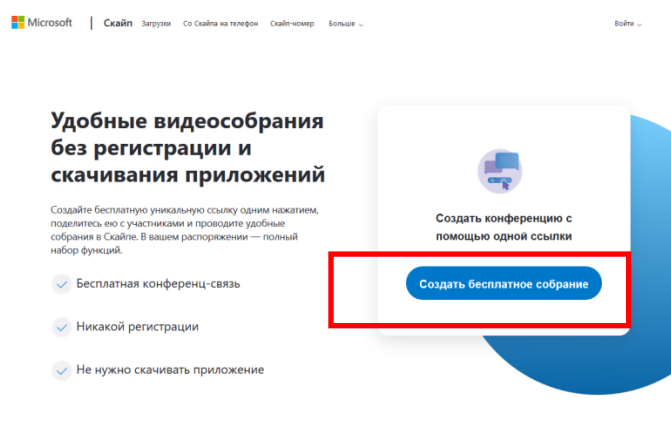 Microsoft | Скайп Загрузки Со Скайпа на телефон Скайп-номер Больше Войти
Удобные видеособрания
без регистрации и
скачивания приложений
Создайте бесплатную уникальную ссылку одним нажатием,
поделитесь ею с участниками и проводите удобные
собрания в Скайпе. В вашем распоряжении — полный
набор функций.
Бесплатная конференц-связь
Никакой регистрации
Не нужно скачивать приложение
Создать конференцию с
помощью одной ссылки
Создать бесплатное собрание